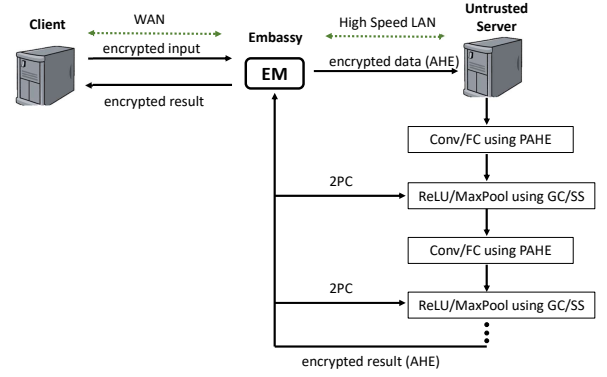 Client
WAN
encrypted input
encrypted result
Embassy
EM
High Speed LAN
encrypted data (AHE)
Untrusted
Server
Conv/FC using PAHE
2PC
ReLU/MaxPool using GC/SS
Conv/FC using PAHE
2PC
ReLU/MaxPool using GC/SS
encrypted result (AHE)